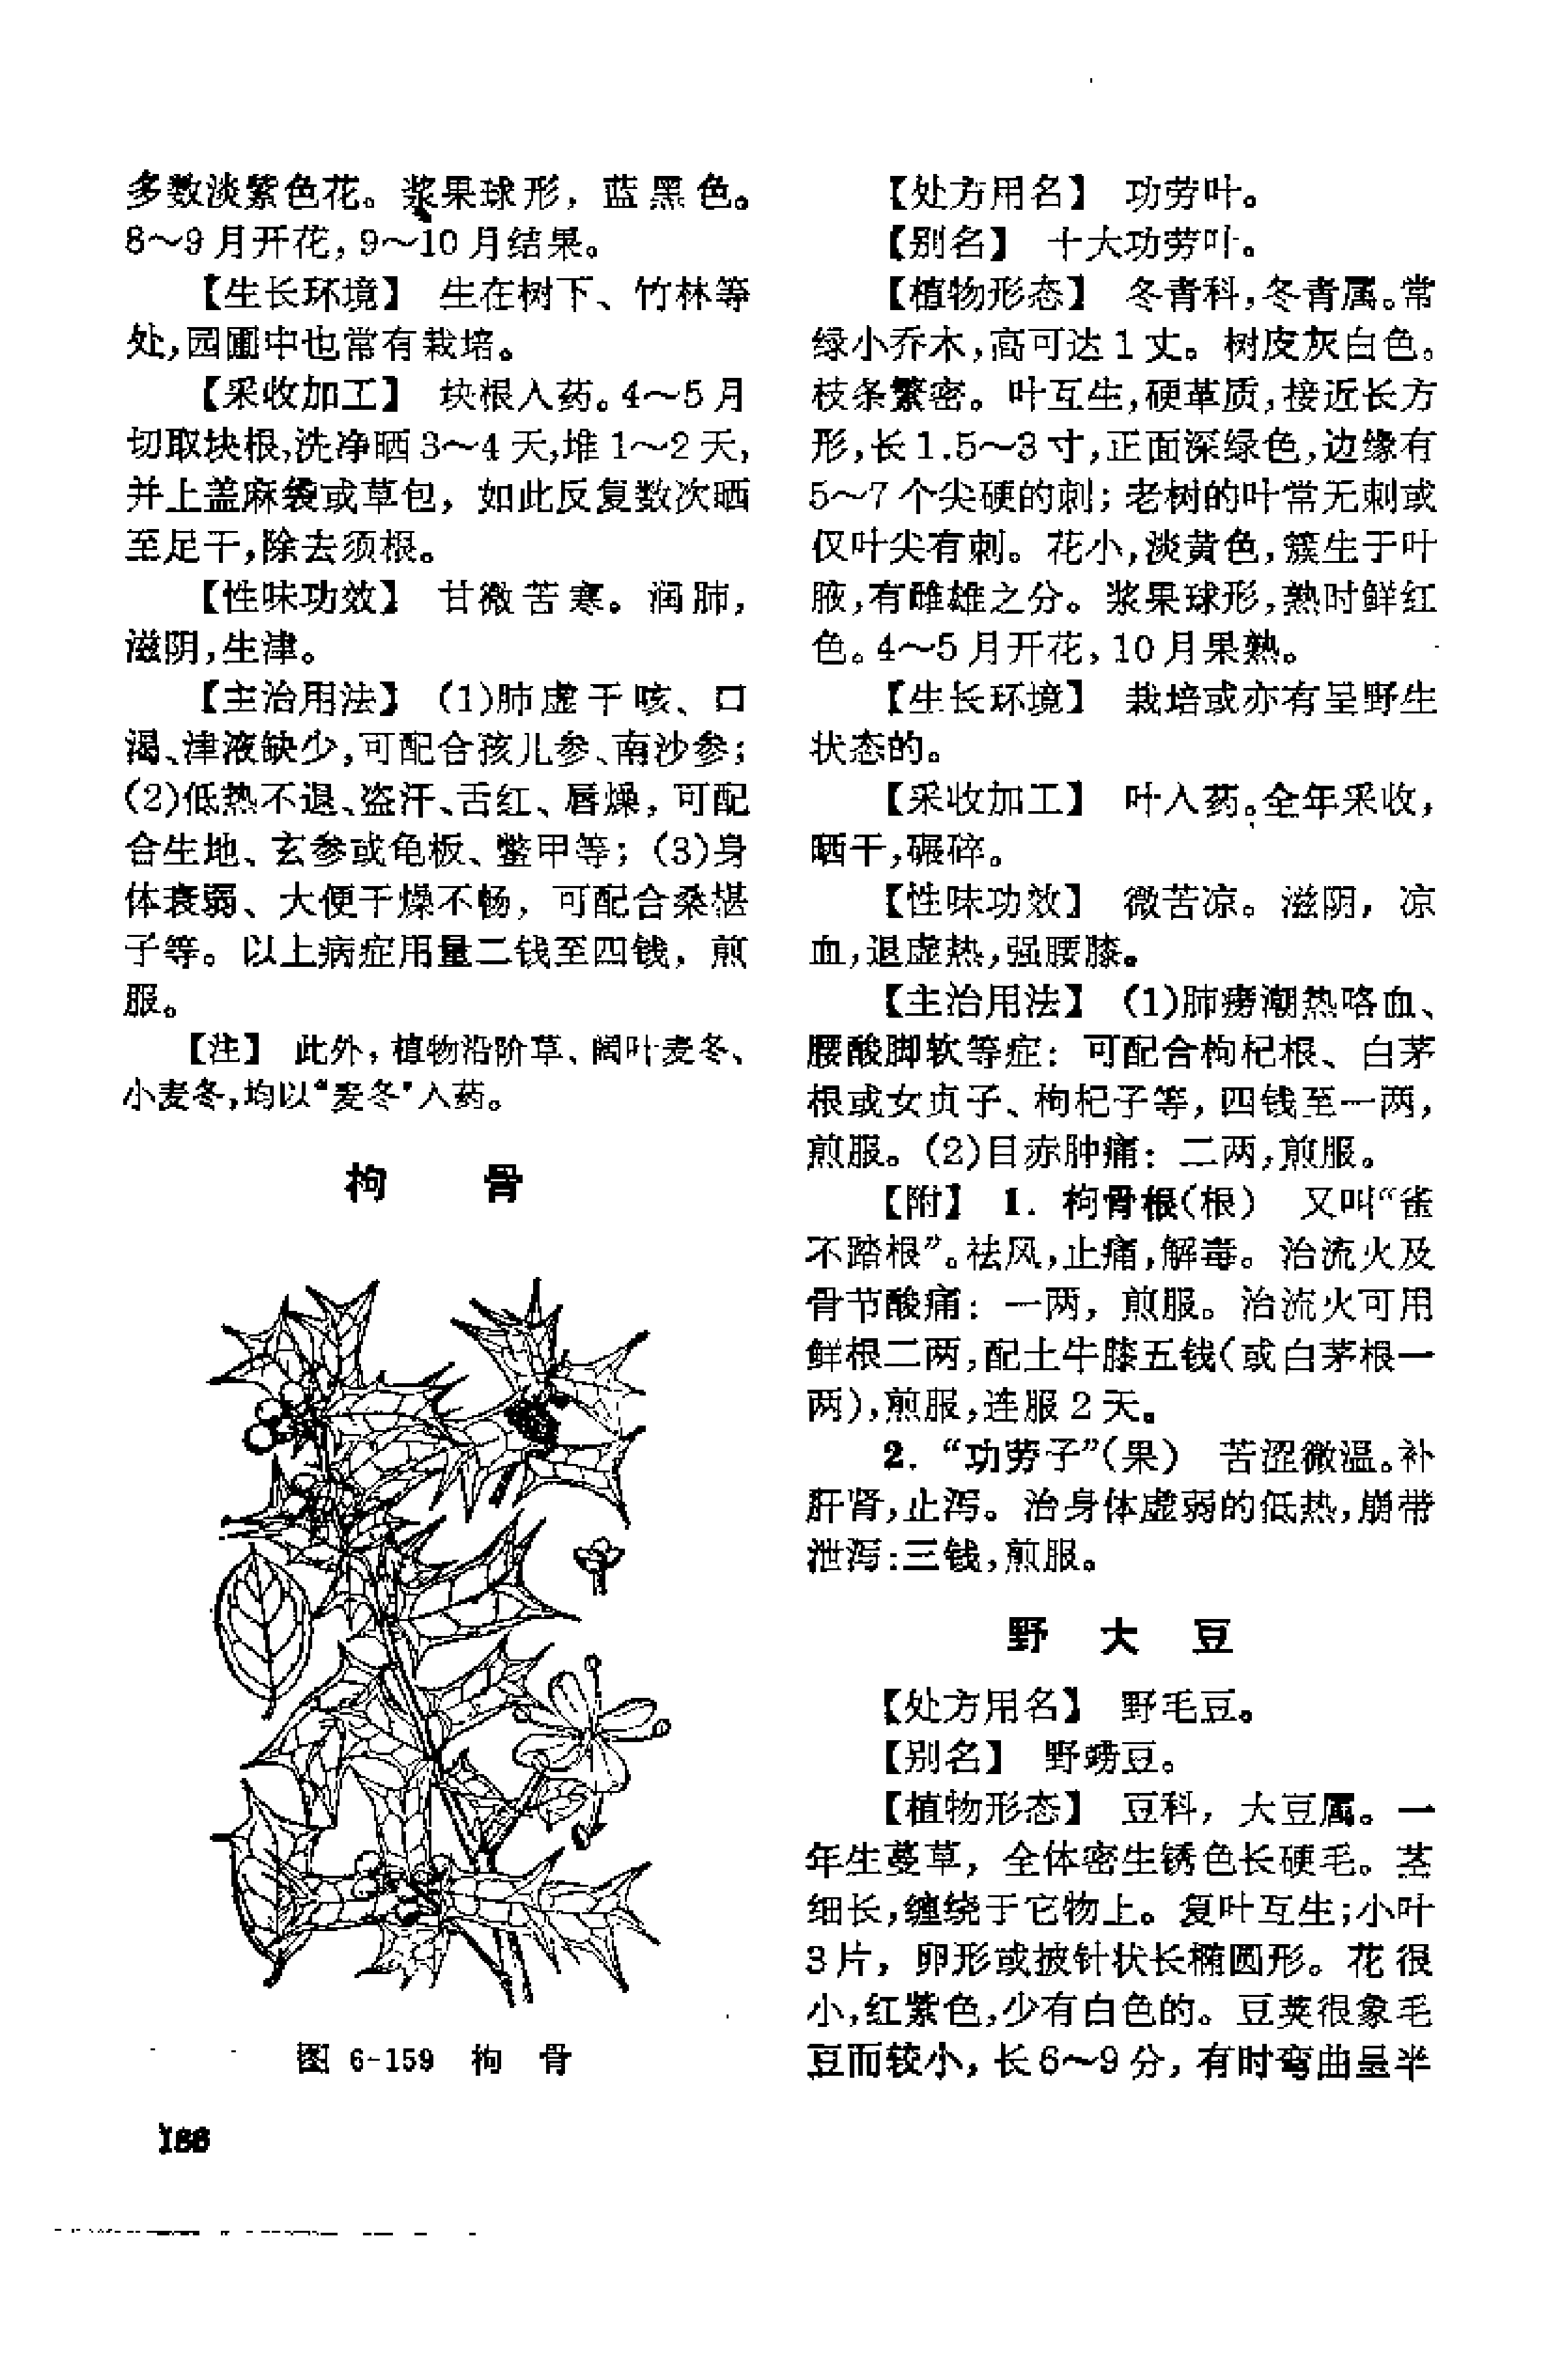 多数淡紫色花。浆果球形，蓝黑色。
8～9月开花，9～10月结果。
【生长环境】 生在树下、竹林等
处，园圃中也常有栽培。
【采收加工】 块根入药。4～5月
切取块根，洗净晒3～4天，堆1～2天，
并上盖麻袋或草包，如此反复数次晒
至足干，除去须根。
【性味功效】 甘微苦寒。润肺，
滋阴，生津。
【主治用法】 (1)肺虚干咳、口
渴、津液缺少，可配合孩儿参、南沙参；
(2)低热不退、盗汗、舌红、唇燥，可配
合生地、玄参或龟板、鳖甲等；(3)身
体衰弱、大便干燥不畅，可配合桑椹
子等。以上病症用量二钱至四钱，煎
服。
【注】 此外，植物沿阶草、阔叶麦冬、
小麦冬，均以“麦冬”入药。
枸 骨
图 6-159 枸 骨
【处方用名】 功劳叶。
【别名】 十大功劳叶。
【植物形态】 冬青科，冬青属。常
绿小乔木，高可达1丈。树皮灰白色。
枝条繁密。叶互生，硬革质，接近长方
形，长1.5～3寸，正面深绿色，边缘有
5～7个尖硬的刺；老树的叶常无刺或
仅叶尖有刺。花小，淡黄色，簇生于叶
腋，有雌雄之分。浆果球形，熟时鲜红
色。4～5月开花，10月果熟。
【生长环境】 栽培或亦有呈野生
状态的。
【采收加工】 叶入药。全年采收，
晒干，碾碎。
【性味功效】 微苦凉。滋阴，凉
血，退虚热，强腰膝。
【主治用法】 (1)肺痨潮热咯血、
腰酸脚软等症：可配合枸杞根、白茅
根或女贞子、枸杞子等，四钱至一两，
煎服。(2)目赤肿痛：二两，煎服。
【附】 1. 枸骨根(根) 又叫“雀
不踏根”。祛风，止痛，解毒。治流火及
骨节酸痛：一两，煎服。治流火可用
鲜根二两，配土牛膝五钱(或白茅根一
两)，煎服，连服2天。
2. “功劳子”(果) 苦涩微温。补
肝肾，止泻。治身体虚弱的低热，崩带
泄泻：三钱，煎服。
野 大 豆
【处方用名】 野毛豆。
【别名】 野蟧豆。
【植物形态】 豆科，大豆属。一
年生蔓草，全体密生锈色长硬毛。茎
细长，缠绕于它物上。复叶互生；小叶
3片，卵形或披针状长椭圆形。花很
小，红紫色，少有白色的。豆荚很象毛
豆而较小，长6～9分，有时弯曲呈半